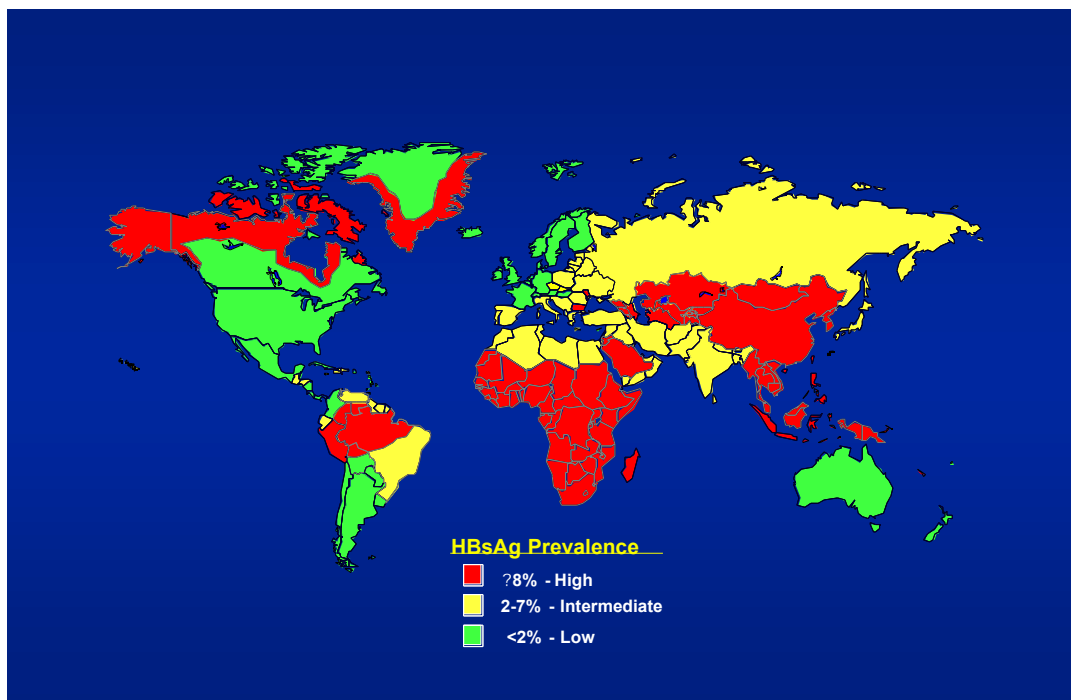 HBsAg Prevalence
?8% - High
2-7% - Intermediate
<2% - Low